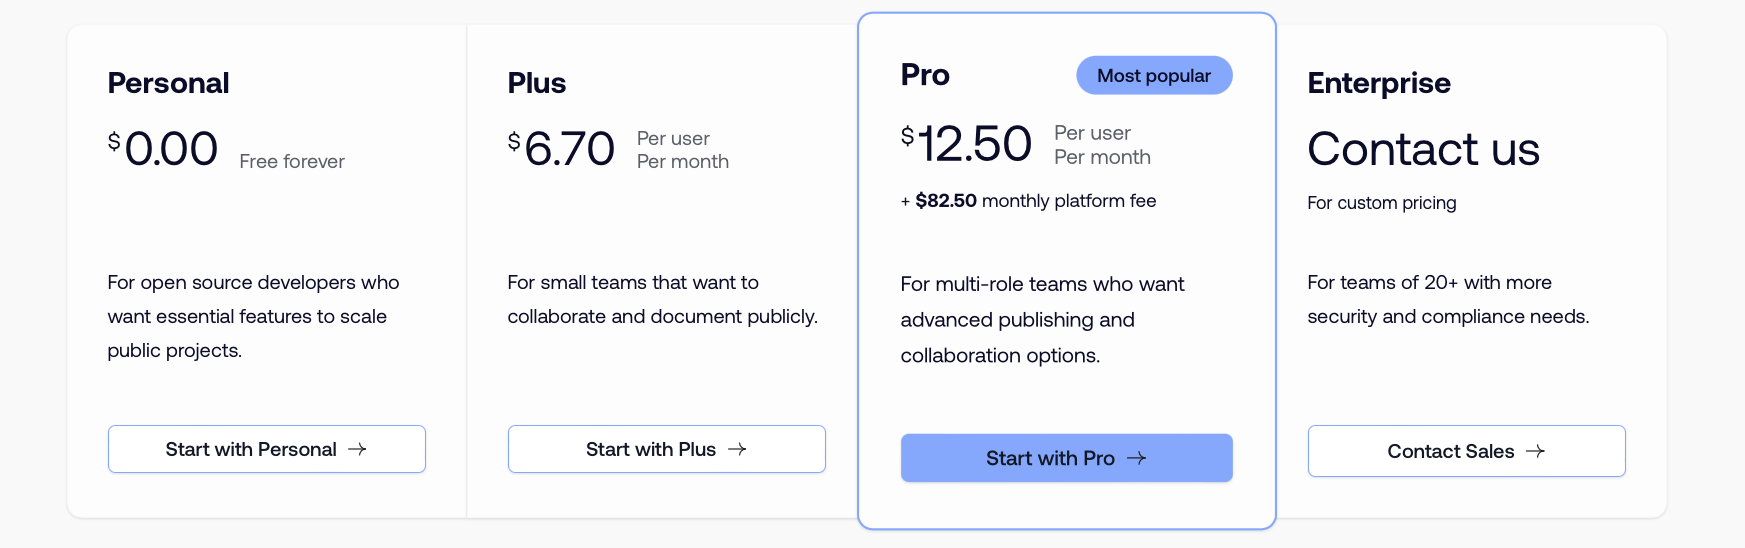 Personal
$0.00 Free forever
For open source developers who
want essential features to scale
public projects.
Start with Personal →
Plus
$6.70 Per user
Per month
For small teams that want to
collaborate and document publicly.
Start with Plus →
Pro
Most popular
$12.50 Per user
Per month
+ $82.50 monthly platform fee
For multi-role teams who want
advanced publishing and
collaboration options.
Start with Pro →
Enterprise
Contact us
For custom pricing
For teams of 20+ with more
security and compliance needs.
Contact Sales →